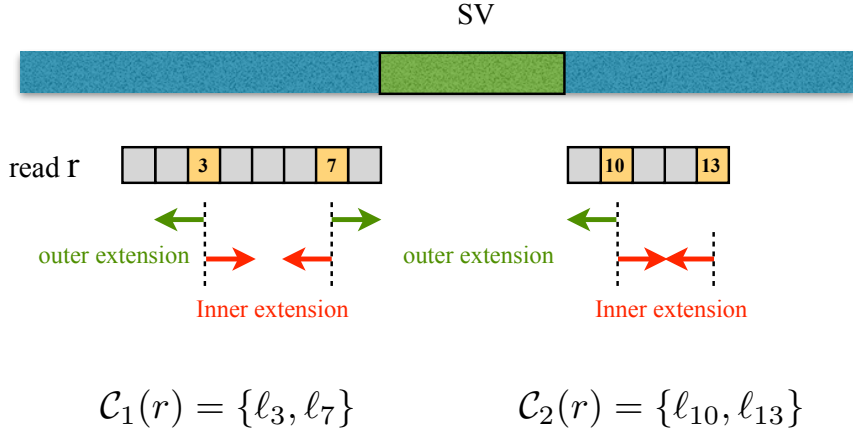 SV
read r 3 7 10 13
outer extension outer extension
Inner extension Inner extension
𝒞₁(r) = {ℓ₃, ℓ₇} 𝒞₂(r) = {ℓ₁₀, ℓ₁₃}